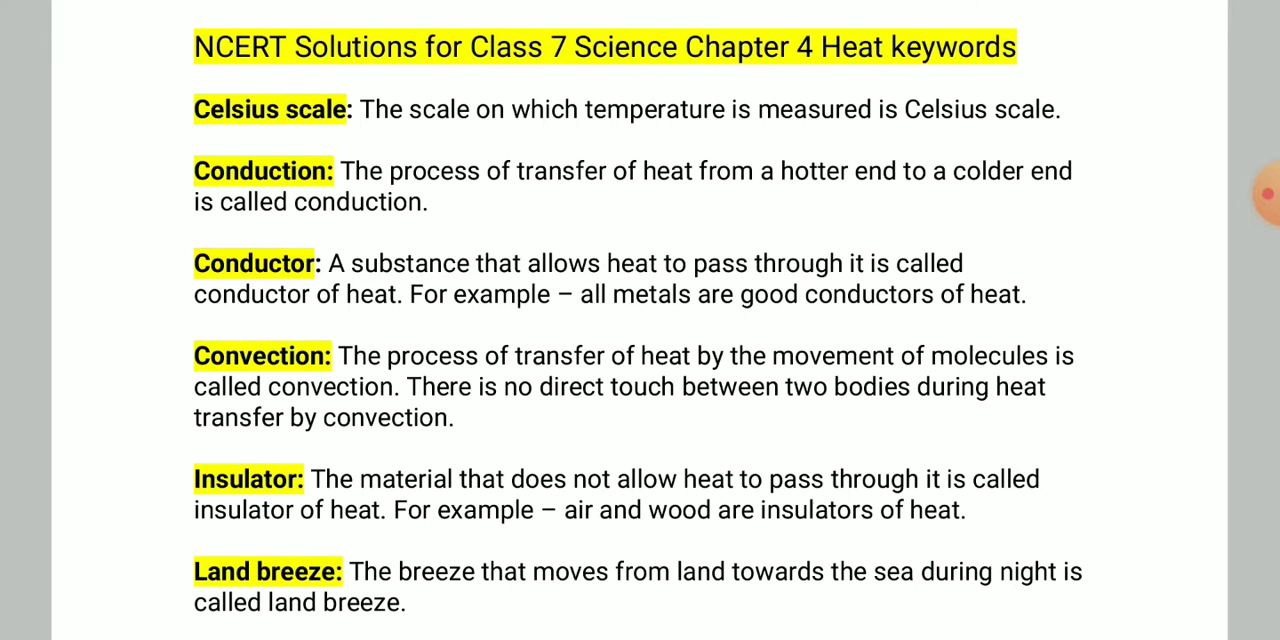 NCERT Solutions for Class 7 Science Chapter 4 Heat keywords
Celsius scale: The scale on which temperature is measured is Celsius scale.
Conduction: The process of transfer of heat from a hotter end to a colder end
is called conduction.
Conductor: A substance that allows heat to pass through it is called
conductor of heat. For example – all metals are good conductors of heat.
Convection: The process of transfer of heat by the movement of molecules is
called convection. There is no direct touch between two bodies during heat
transfer by convection.
Insulator: The material that does not allow heat to pass through it is called
insulator of heat. For example – air and wood are insulators of heat.
Land breeze: The breeze that moves from land towards the sea during night is
called land breeze.